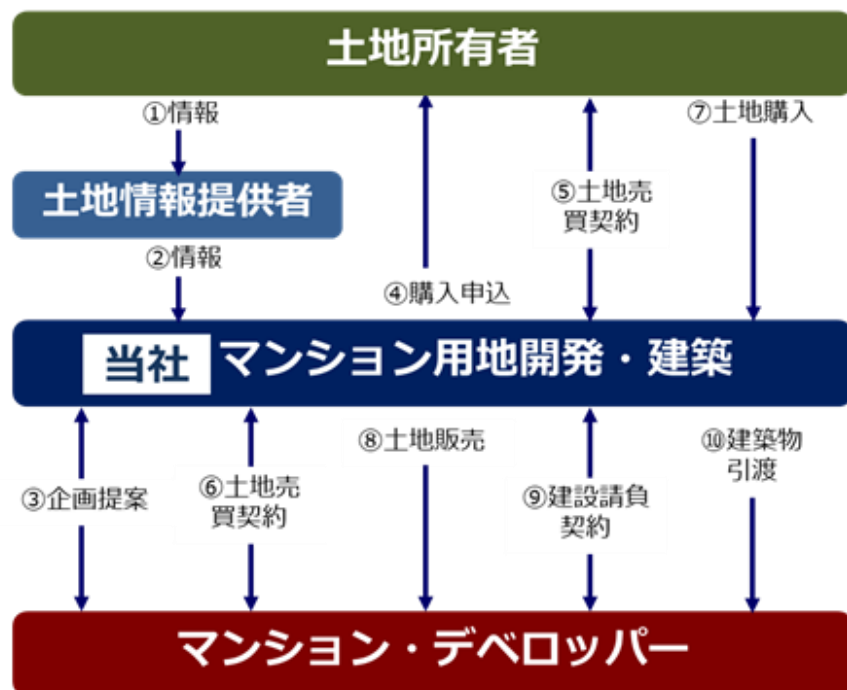 土地所有者
①情報
⑦土地購入
土地情報提供者
⑤土地売
買契約
②情報
④購入申込
当社 マンション用地開発・建築
⑧土地販売
⑩建築物
引渡
③企画提案
⑥土地売
買契約
⑨建設請負
契約
マンション・デベロッパー